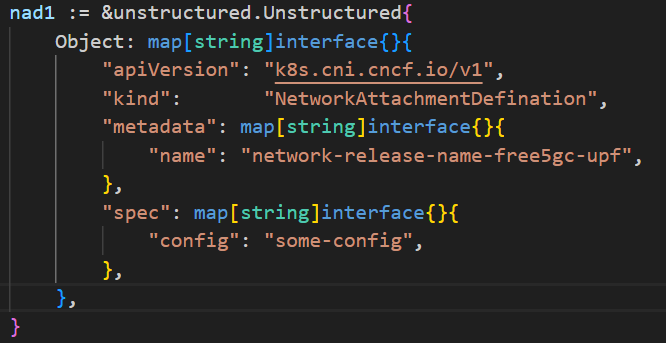 nad1 := &unstructured.Unstructured{
    Object: map[string]interface{}{
        "apiVersion": "k8s.cni.cncf.io/v1",
        "kind":       "NetworkAttachmentDefination",
        "metadata": map[string]interface{}{
            "name": "network-release-name-free5gc-upf",
        },
        "spec": map[string]interface{}{
            "config": "some-config",
        },
    },
}